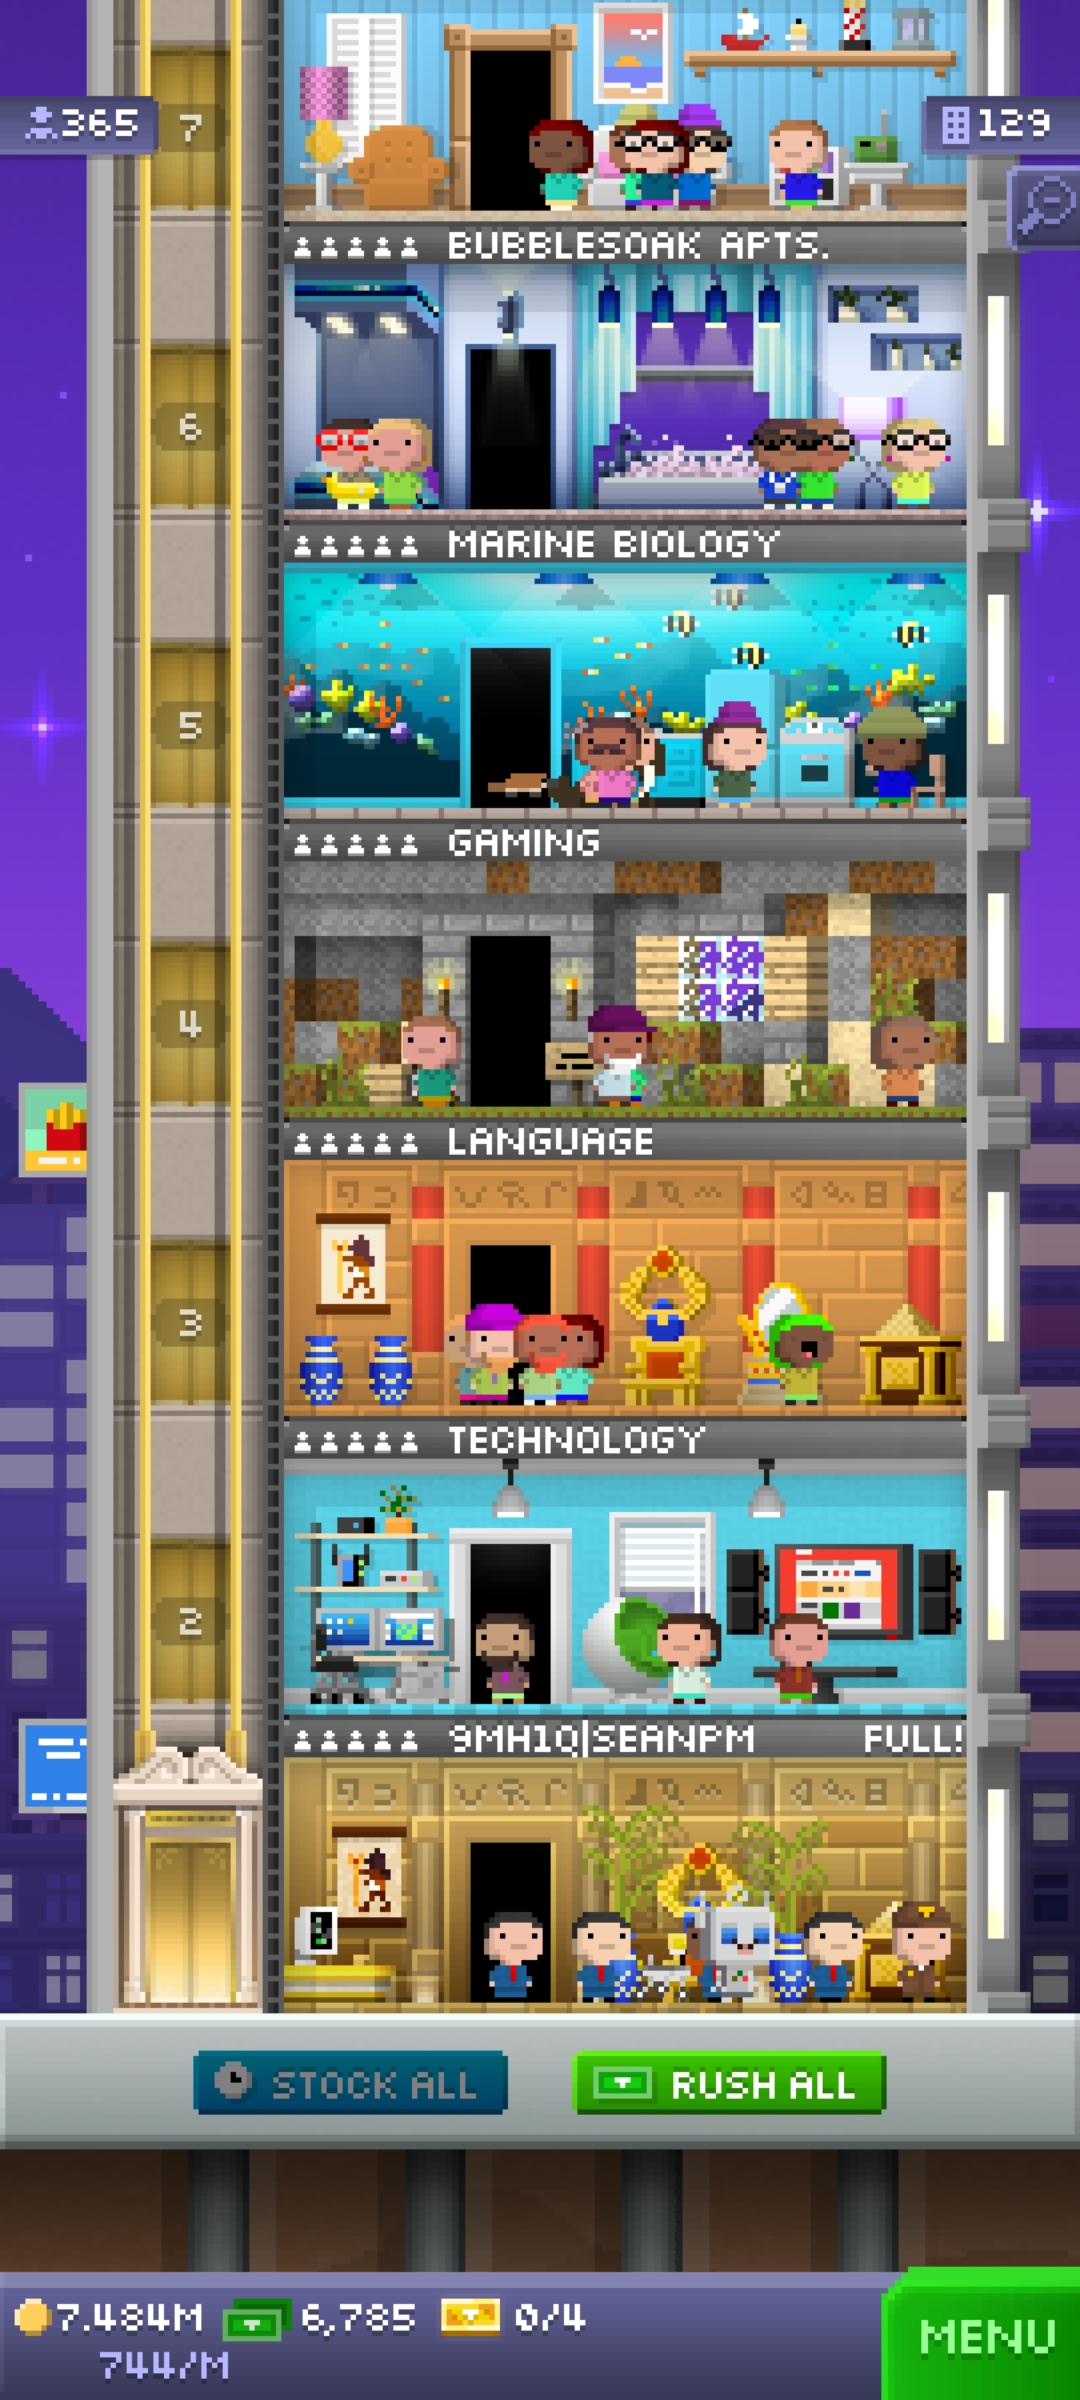 365
7
129
BUBBLESOAK APTS.
6
MARINE BIOLOGY
5
GAMING
4
LANGUAGE
3
TECHNOLOGY
2
9MH1Q|SEANPM FULL!
STOCK ALL
RUSH ALL
7.484M 6,785 0/4
744/M
MENU